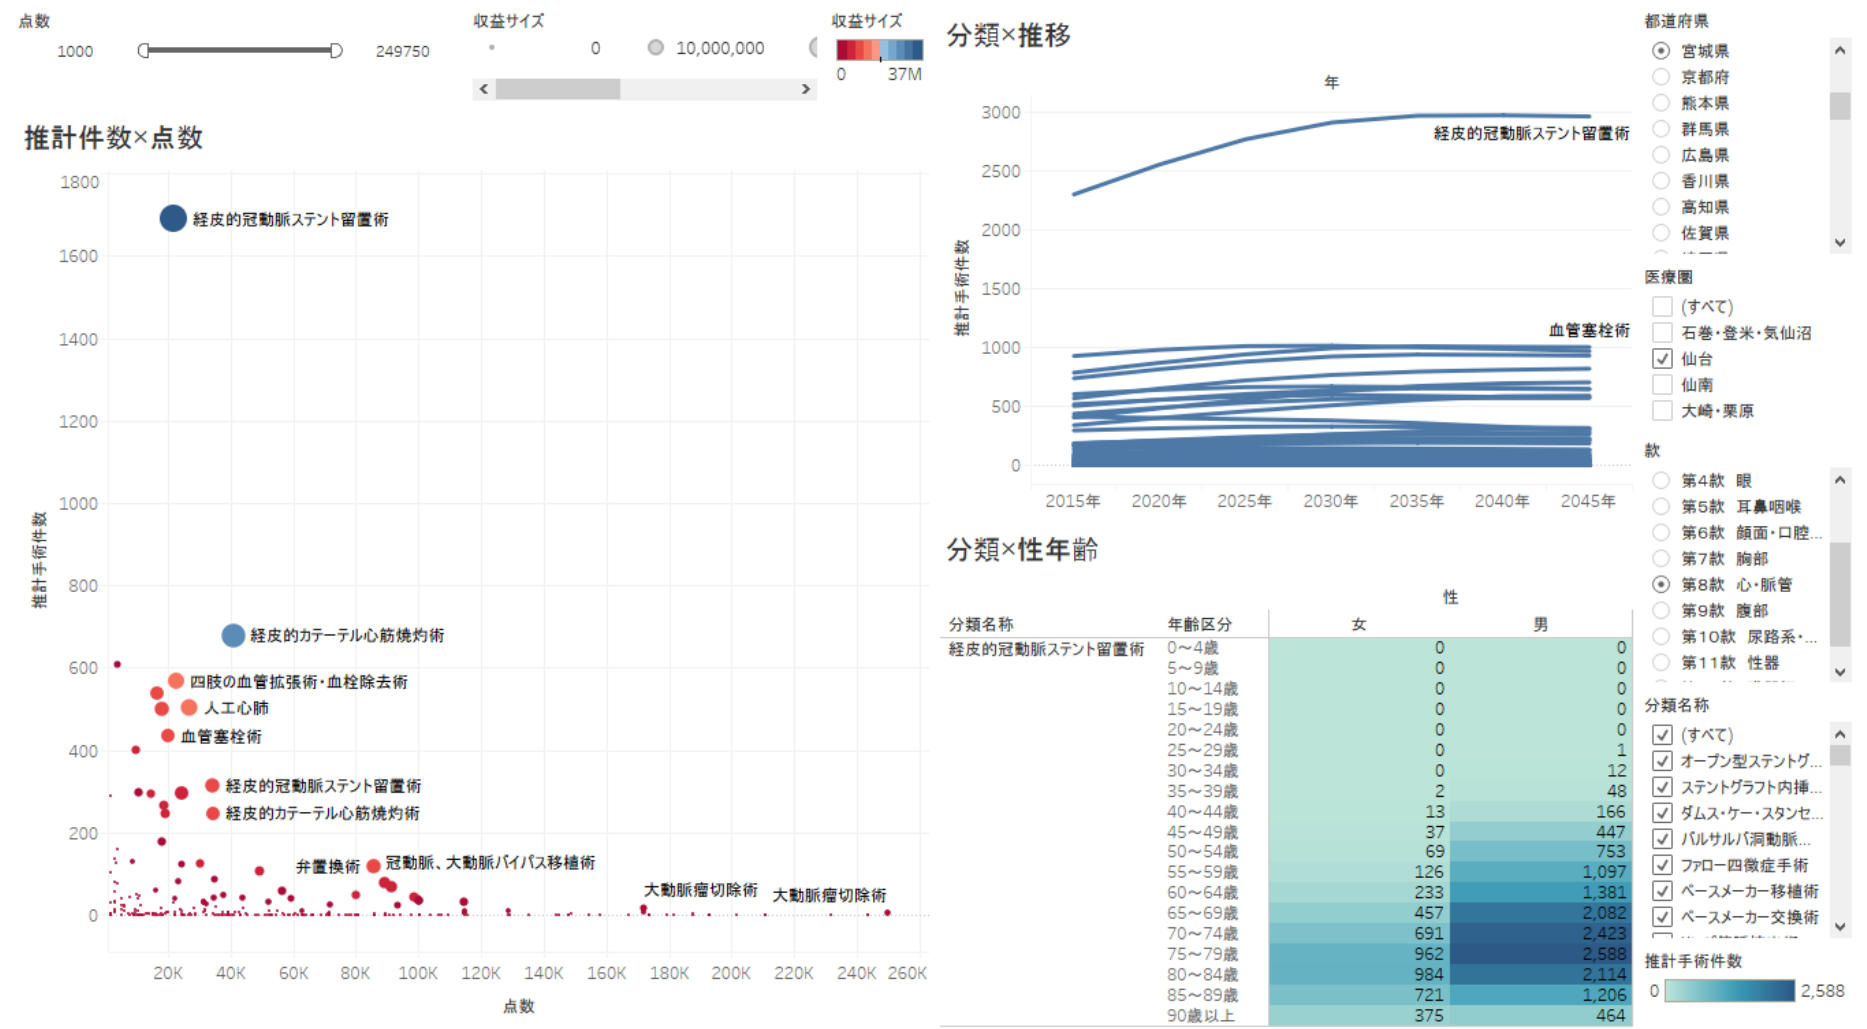 点数
1000
249750
収益サイズ
0
10,000,000
収益サイズ
0
37M
推計件数×点数
1800
1600
1400
1200
1000
800
600
400
200
0
推計手術件数
経皮的冠動脈ステント留置術
経皮的カテーテル心筋焼灼術
四肢の血管拡張術・血栓除去術
人工心肺
血管塞栓術
経皮的冠動脈ステント留置術
経皮的カテーテル心筋焼灼術
弁置換術
冠動脈、大動脈バイパス移植術
大動脈瘤切除術
大動脈瘤切除術
20K 40K 60K 80K 100K 120K 140K 160K 180K 200K 220K 240K 260K
点数
分類×推移
年
3000
2500
2000
1500
1000
500
0
推計手術件数
経皮的冠動脈ステント留置術
血管塞栓術
2015年 2020年 2025年 2030年 2035年 2040年 2045年
分類×性年齢
性
分類名称 年齢区分 女 男
経皮的冠動脈ステント留置術 0～4歳 0 0
5～9歳 0 0
10～14歳 0 0
15～19歳 0 0
20～24歳 0 0
25～29歳 0 1
30～34歳 0 12
35～39歳 2 48
40～44歳 13 166
45～49歳 37 447
50～54歳 69 753
55～59歳 126 1,097
60～64歳 233 1,381
65～69歳 457 2,082
70～74歳 691 2,423
75～79歳 962 2,588
80～84歳 984 2,114
85～89歳 721 1,206
90歳以上 375 464
都道府県
宮城県
京都府
熊本県
群馬県
広島県
香川県
高知県
佐賀県
医療圏
(すべて)
石巻・登米・気仙沼
仙台
仙南
大崎・栗原
款
第4款 眼
第5款 耳鼻咽喉
第6款 顔面・口腔...
第7款 胸部
第8款 心・脈管
第9款 腹部
第10款 尿路系・...
第11款 性器
分類名称
(すべて)
オープン型ステントグ...
ステントグラフト内挿...
ダムス・ケー・スタンセ...
バルサルバ洞動脈...
ファロー四徴症手術
ペースメーカー移植術
ペースメーカー交換術
推計手術件数
0
2,588